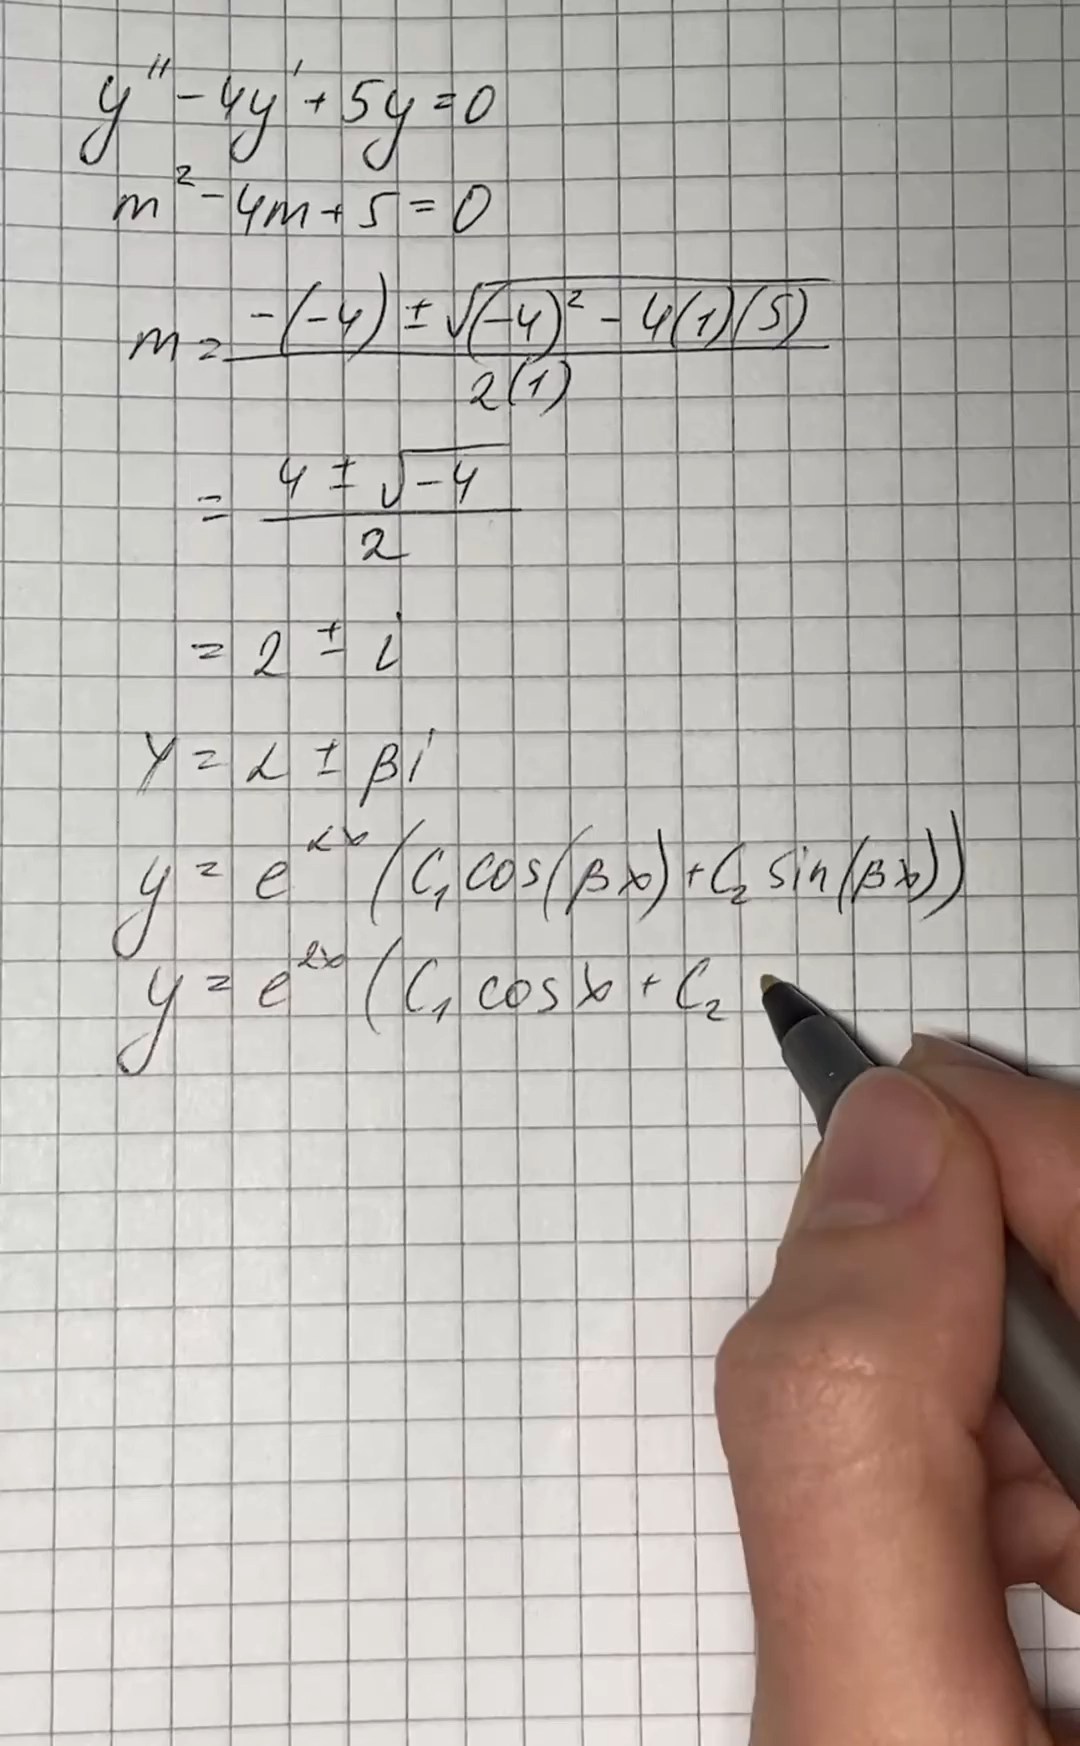 y'' - 4y' + 5y = 0
m² - 4m + 5 = 0
m = (-(-4) ± √((-4)² - 4(1)(5))) / 2(1)
= (4 ± √-4) / 2
= 2 ± i
γ = α ± βi
y = e^αx (C₁ cos(βx) + C₂ sin(βx))
y = e^2x (C₁ cos x + C₂